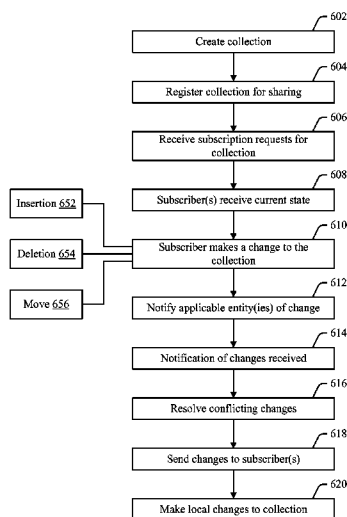 602
Create collection
604
Register collection for sharing
606
Receive subscription requests for
collection
608
Subscriber(s) receive current state
610
Insertion 652
Subscriber makes a change to the
collection
Deletion 654
Move 656
612
Notify applicable entity(ies) of change
614
Notification of changes received
616
Resolve conflicting changes
618
Send changes to subscriber(s)
620
Make local changes to collection